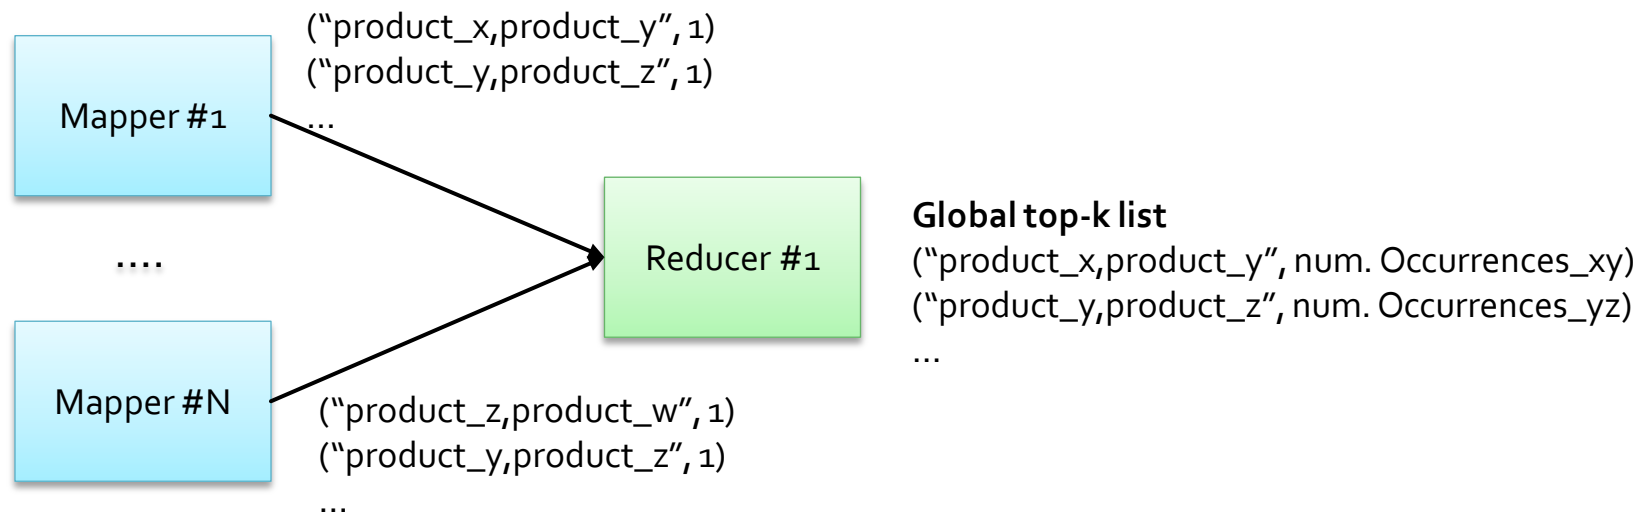 ("product_x,product_y", 1)
("product_y,product_z", 1)
...
Mapper #1
....
Mapper #N
("product_z,product_w", 1)
("product_y,product_z", 1)
...
Reducer #1
Global top-k list
("product_x,product_y", num. Occurrences_xy)
("product_y,product_z", num. Occurrences_yz)
...